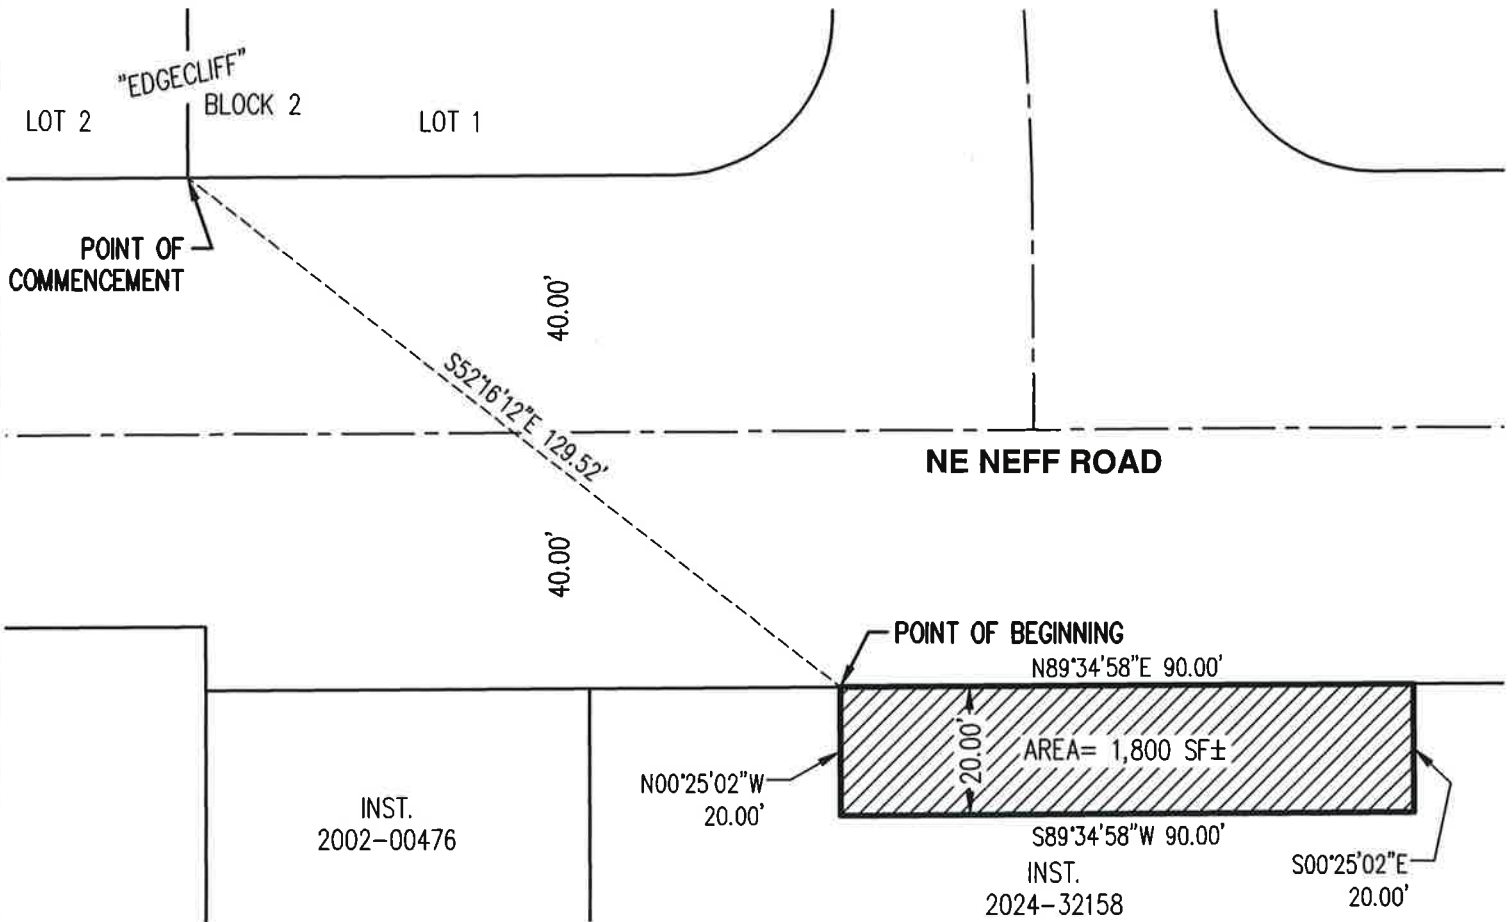 "EDGECLIFF"
BLOCK 2
LOT 2
LOT 1
POINT OF
COMMENCEMENT
40.00'
S52°16'12"E 129.52'
NE NEFF ROAD
40.00'
POINT OF BEGINNING
N89°34'58"E 90.00'
20.00'
AREA= 1,800 SF±
N00°25'02"W
20.00'
S89°34'58"W 90.00'
S00°25'02"E
20.00'
INST.
2002-00476
INST.
2024-32158